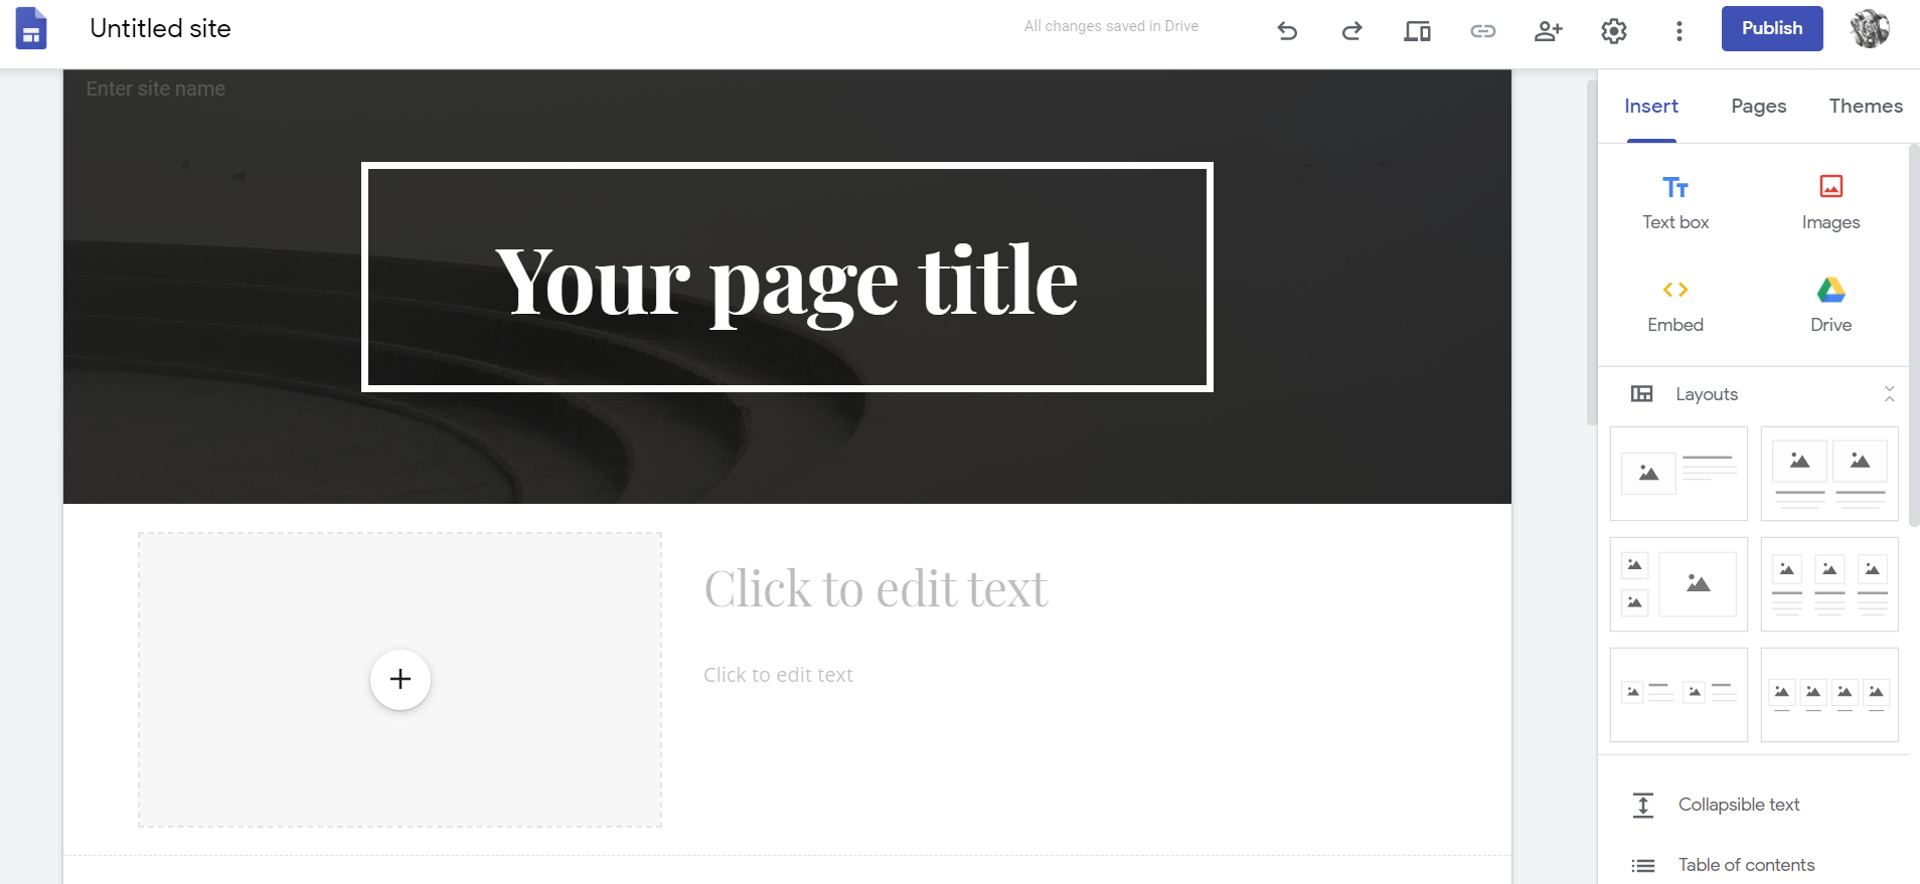 Untitled site
All changes saved in Drive
Publish
Enter site name
Your page title
Click to edit text
Click to edit text
Insert Pages Themes
Text box Images
Embed Drive
Layouts
Collapsible text
Table of contents